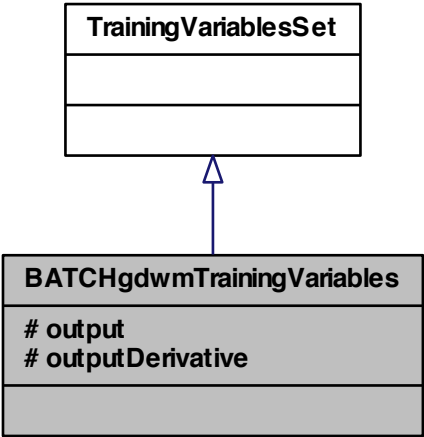 TrainingVariablesSet
BATCHgdwmTrainingVariables
# output
# outputDerivative